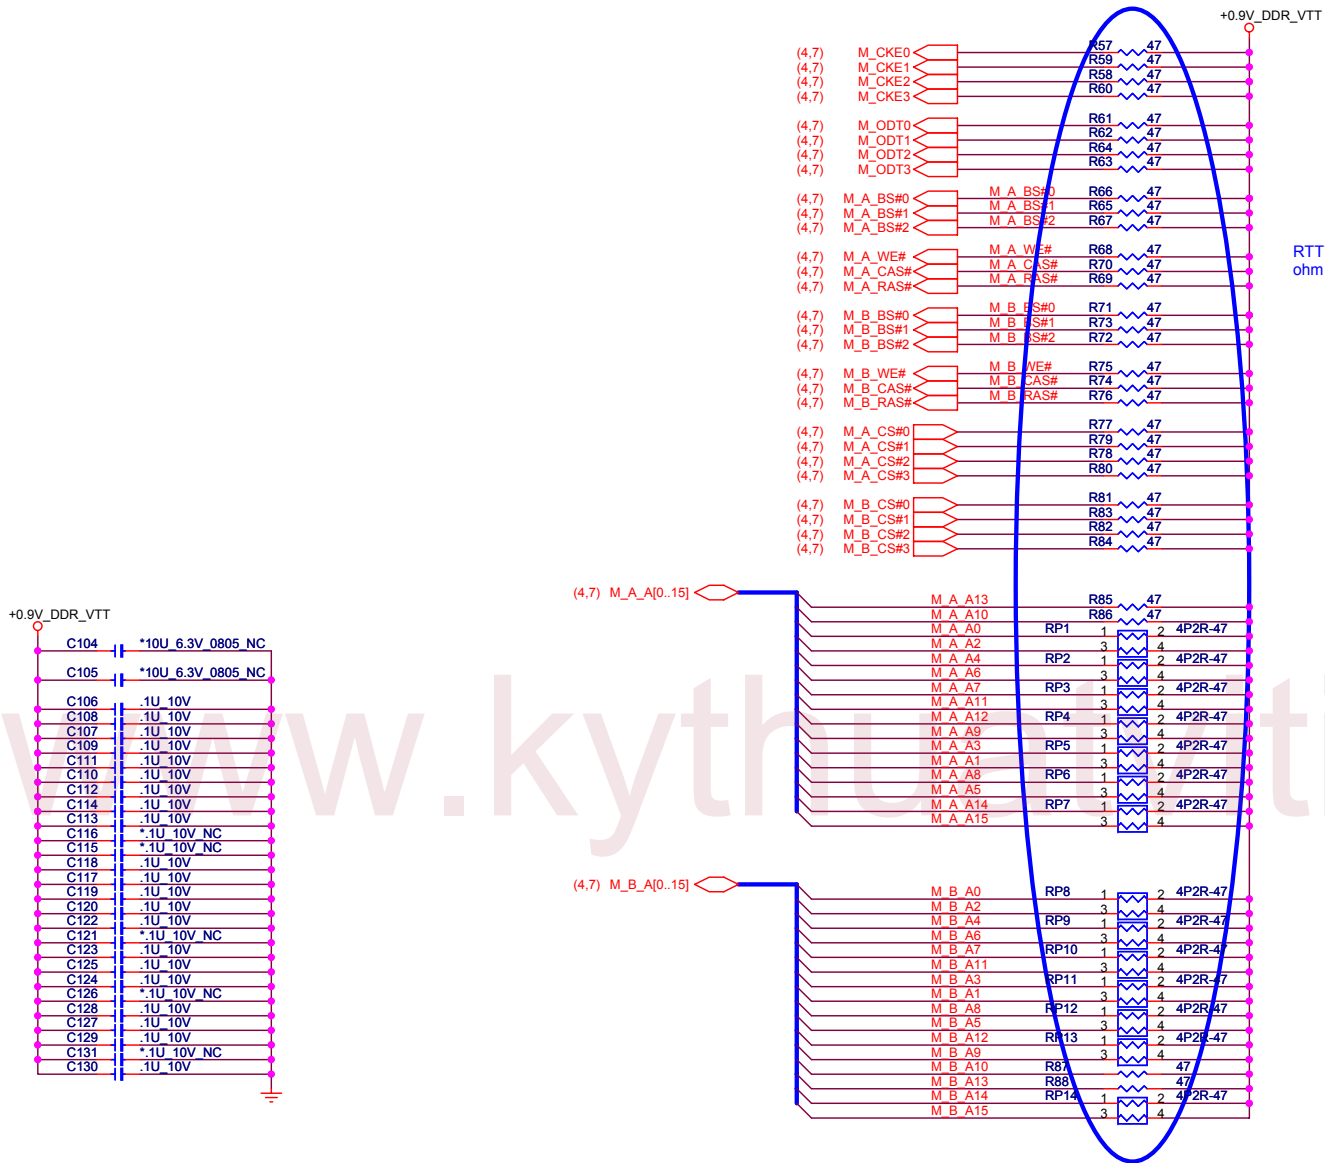 +0.9V_DDR_VTT
(4,7) M_CKE0 R57 47
(4,7) M_CKE1 R59 47
(4,7) M_CKE2 R58 47
(4,7) M_CKE3 R60 47
(4,7) M_ODT0 R61 47
(4,7) M_ODT1 R62 47
(4,7) M_ODT2 R64 47
(4,7) M_ODT3 R63 47
(4,7) M_A_BS#0 M_A_BS#0 R66 47
(4,7) M_A_BS#1 M_A_BS#1 R65 47
(4,7) M_A_BS#2 M_A_BS#2 R67 47
(4,7) M_A_WE# M_A_WE# R68 47
(4,7) M_A_CAS# M_A_CAS# R70 47
(4,7) M_A_RAS# M_A_RAS# R69 47
RTT
ohm
(4,7) M_B_BS#0 M_B_BS#0 R71 47
(4,7) M_B_BS#1 M_B_BS#1 R73 47
(4,7) M_B_BS#2 M_B_BS#2 R72 47
(4,7) M_B_WE# M_B_WE# R75 47
(4,7) M_B_CAS# M_B_CAS# R74 47
(4,7) M_B_RAS# M_B_RAS# R76 47
(4,7) M_A_CS#0 R77 47
(4,7) M_A_CS#1 R79 47
(4,7) M_A_CS#2 R78 47
(4,7) M_A_CS#3 R80 47
(4,7) M_B_CS#0 R81 47
(4,7) M_B_CS#1 R83 47
(4,7) M_B_CS#2 R82 47
(4,7) M_B_CS#3 R84 47
(4,7) M_A_A[0..15]
M_A_A13 R85 47
M_A_A10 R86 47
M_A_A0 RP1 1 2 4P2R-47
M_A_A2 3 4
M_A_A4 RP2 1 2 4P2R-47
M_A_A6 3 4
M_A_A7 RP3 1 2 4P2R-47
M_A_A11 3 4
M_A_A12 RP4 1 2 4P2R-47
M_A_A9 3 4
M_A_A3 RP5 1 2 4P2R-47
M_A_A1 3 4
M_A_A8 RP6 1 2 4P2R-47
M_A_A5 3 4
M_A_A14 RP7 1 2 4P2R-47
M_A_A15 3 4
(4,7) M_B_A[0..15]
M_B_A0 RP8 1 2 4P2R-47
M_B_A2 3 4
M_B_A4 RP9 1 2 4P2R-47
M_B_A6 3 4
M_B_A7 RP10 1 2 4P2R-47
M_B_A11 3 4
M_B_A3 RP11 1 2 4P2R-47
M_B_A1 3 4
M_B_A8 RP12 1 2 4P2R-47
M_B_A5 3 4
M_B_A12 RP13 1 2 4P2R-47
M_B_A9 3 4
M_B_A10 R87 47
M_B_A13 R88 47
M_B_A14 RP14 1 2 4P2R-47
M_B_A15 3 4
+0.9V_DDR_VTT
C104 *10U_6.3V_0805_NC
C105 *10U_6.3V_0805_NC
C106 .1U_10V
C108 .1U_10V
C107 .1U_10V
C109 .1U_10V
C111 .1U_10V
C110 .1U_10V
C112 .1U_10V
C114 .1U_10V
C113 .1U_10V
C116 *.1U_10V_NC
C115 *.1U_10V_NC
C118 .1U_10V
C117 .1U_10V
C119 .1U_10V
C120 .1U_10V
C122 .1U_10V
C121 *.1U_10V_NC
C123 .1U_10V
C125 .1U_10V
C124 .1U_10V
C126 *.1U_10V_NC
C128 .1U_10V
C127 .1U_10V
C129 .1U_10V
C131 *.1U_10V_NC
C130 .1U_10V
www.kythuatviti